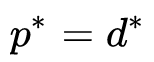 p* = d*